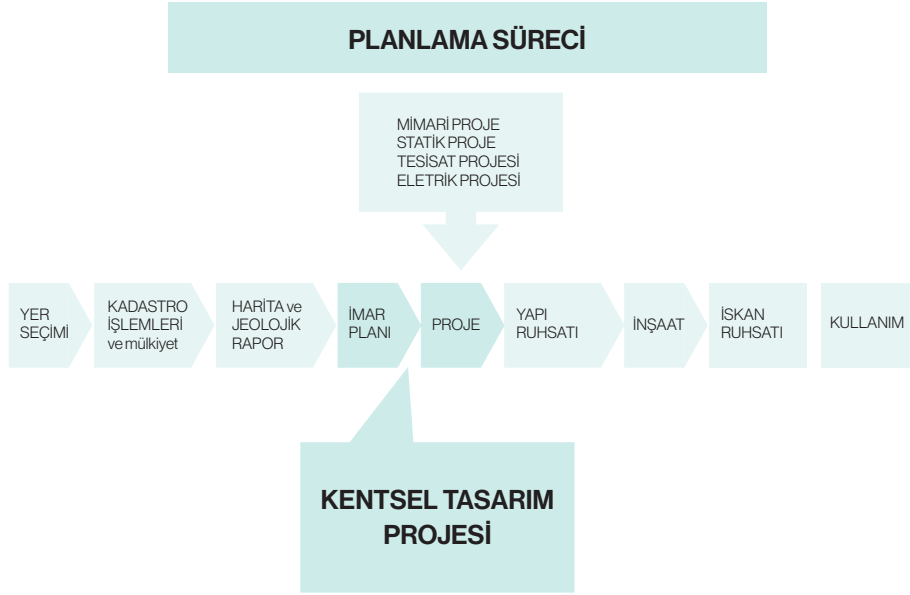 PLANLAMA SÜRECİ
MİMARİ PROJE
STATİK PROJE
TESİSAT PROJESİ
ELETRİK PROJESİ
YER
SEÇİMİ
KADASTRO
İŞLEMLERİ
ve mülkiyet
HARİTA ve
JEOLOJİK
RAPOR
İMAR
PLANI
PROJE
YAPI
RUHSATI
İNŞAAT
İSKAN
RUHSATI
KULLANIM
KENTSEL TASARIM
PROJESİ